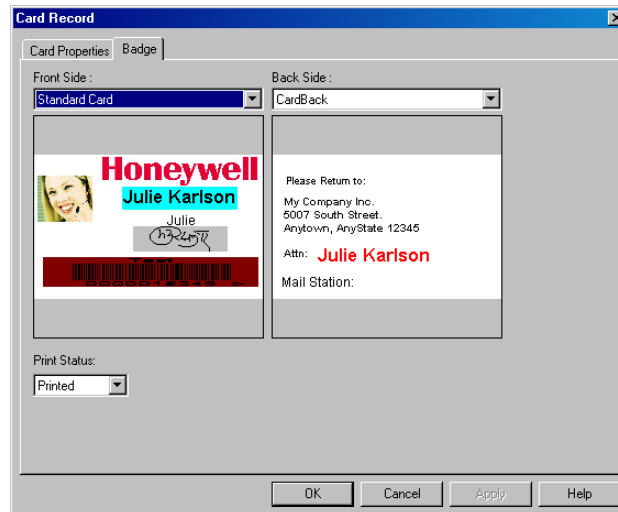 Card Record
Card Properties Badge
Front Side :
Standard Card
Back Side :
CardBack
Honeywell
Julie Karlson
Julie
Please Return to:
My Company Inc.
5007 South Street.
Anytown, AnyState 12345
Attn: Julie Karlson
Mail Station:
Print Status:
Printed
OK Cancel Apply Help